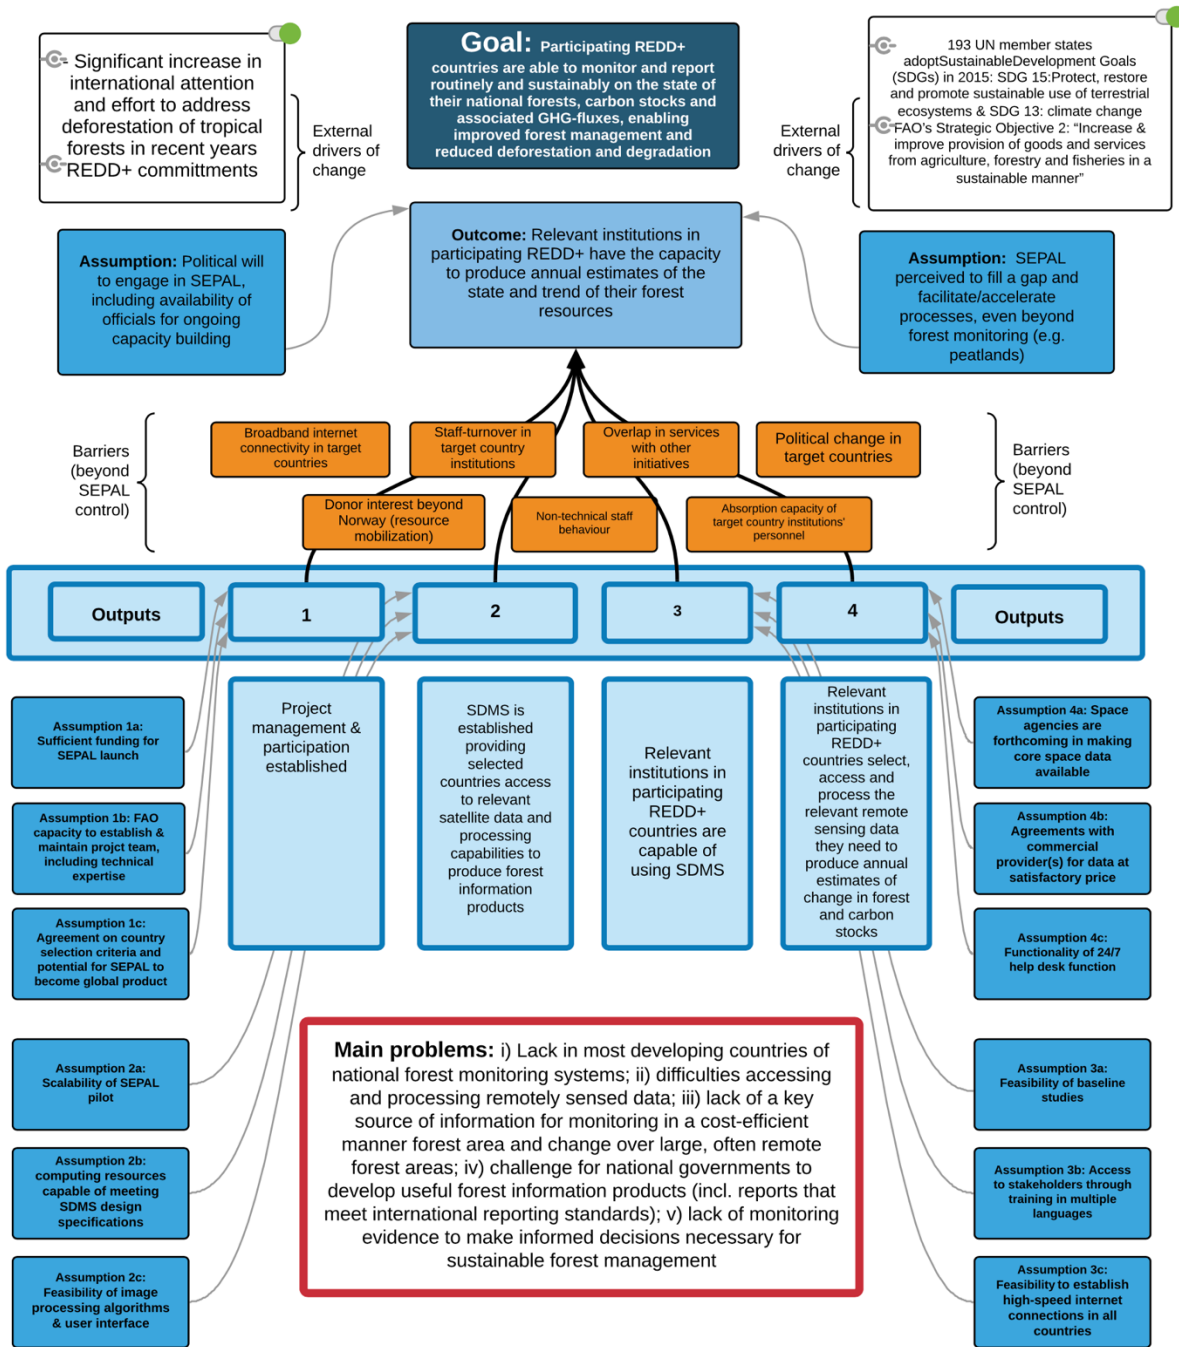 - Significant increase in
international attention
and effort to address
deforestation of tropical
forests in recent years
REDD+ committments
External
drivers of
change
Goal: Participating REDD+
countries are able to monitor and report
routinely and sustainably on the state of
their national forests, carbon stocks and
associated GHG-fluxes, enabling
improved forest management and
reduced deforestation and degradation
External
drivers of
change
193 UN member states
adoptSustainableDevelopment Goals
(SDGs) in 2015: SDG 15:Protect, restore
and promote sustainable use of terrestrial
ecosystems & SDG 13: climate change
FAO's Strategic Objective 2: “Increase &
improve provision of goods and services
from agriculture, forestry and fisheries in a
sustainable manner”
Assumption: Political will
to engage in SEPAL,
including availability of
officials for ongoing
capacity building
Outcome: Relevant institutions in
participating REDD+ have the capacity
to produce annual estimates of the
state and trend of their forest
resources
Assumption: SEPAL
perceived to fill a gap and
facilitate/accelerate
processes, even beyond
forest monitoring (e.g.
peatlands)
Barriers
(beyond
SEPAL
control)
Broadband internet
connectivity in target
countries
Staff-turnover in
target country
institutions
Overlap in services
with other
initiatives
Political change in
target countries
Donor interest beyond
Norway (resource
mobilization)
Non-technical staff
behaviour
Absorption capacity of
target country institutions'
personnel
Barriers
(beyond
SEPAL
control)
Outputs
1
2
3
4
Outputs
Project
management &
participation
established
SDMS is
established
providing
selected
countries access
to relevant
satellite data and
processing
capabilities to
produce forest
information
products
Relevant
institutions in
participating
REDD+
countries are
capable of
using SDMS
Relevant
institutions in
participating
REDD+
countries select,
access and
process the
relevant remote
sensing data
they need to
produce annual
estimates of
change in forest
and carbon
stocks
Assumption 1a:
Sufficient funding for
SEPAL launch
Assumption 1b: FAO
capacity to establish &
maintain projct team,
including technical
expertise
Assumption 1c:
Agreement on country
selection criteria and
potential for SEPAL to
become global product
Assumption 2a:
Scalability of SEPAL
pilot
Assumption 2b:
computing resources
capable of meeting
SDMS design
specifications
Assumption 2c:
Feasibility of image
processing algorithms
& user interface
Main problems: i) Lack in most developing countries of
national forest monitoring systems; ii) difficulties accessing
and processing remotely sensed data; iii) lack of a key
source of information for monitoring in a cost-efficient
manner forest area and change over large, often remote
forest areas; iv) challenge for national governments to
develop useful forest information products (incl. reports that
meet international reporting standards); v) lack of monitoring
evidence to make informed decisions necessary for
sustainable forest management
Assumption 4a: Space
agencies are
forthcoming in making
core space data
available
Assumption 4b:
Agreements with
commercial
provider(s) for data at
satisfactory price
Assumption 4c:
Functionality of 24/7
help desk function
Assumption 3a:
Feasibility of baseline
studies
Assumption 3b: Access
to stakeholders through
training in multiple
languages
Assumption 3c:
Feasibility to establish
high-speed internet
connections in all
countries